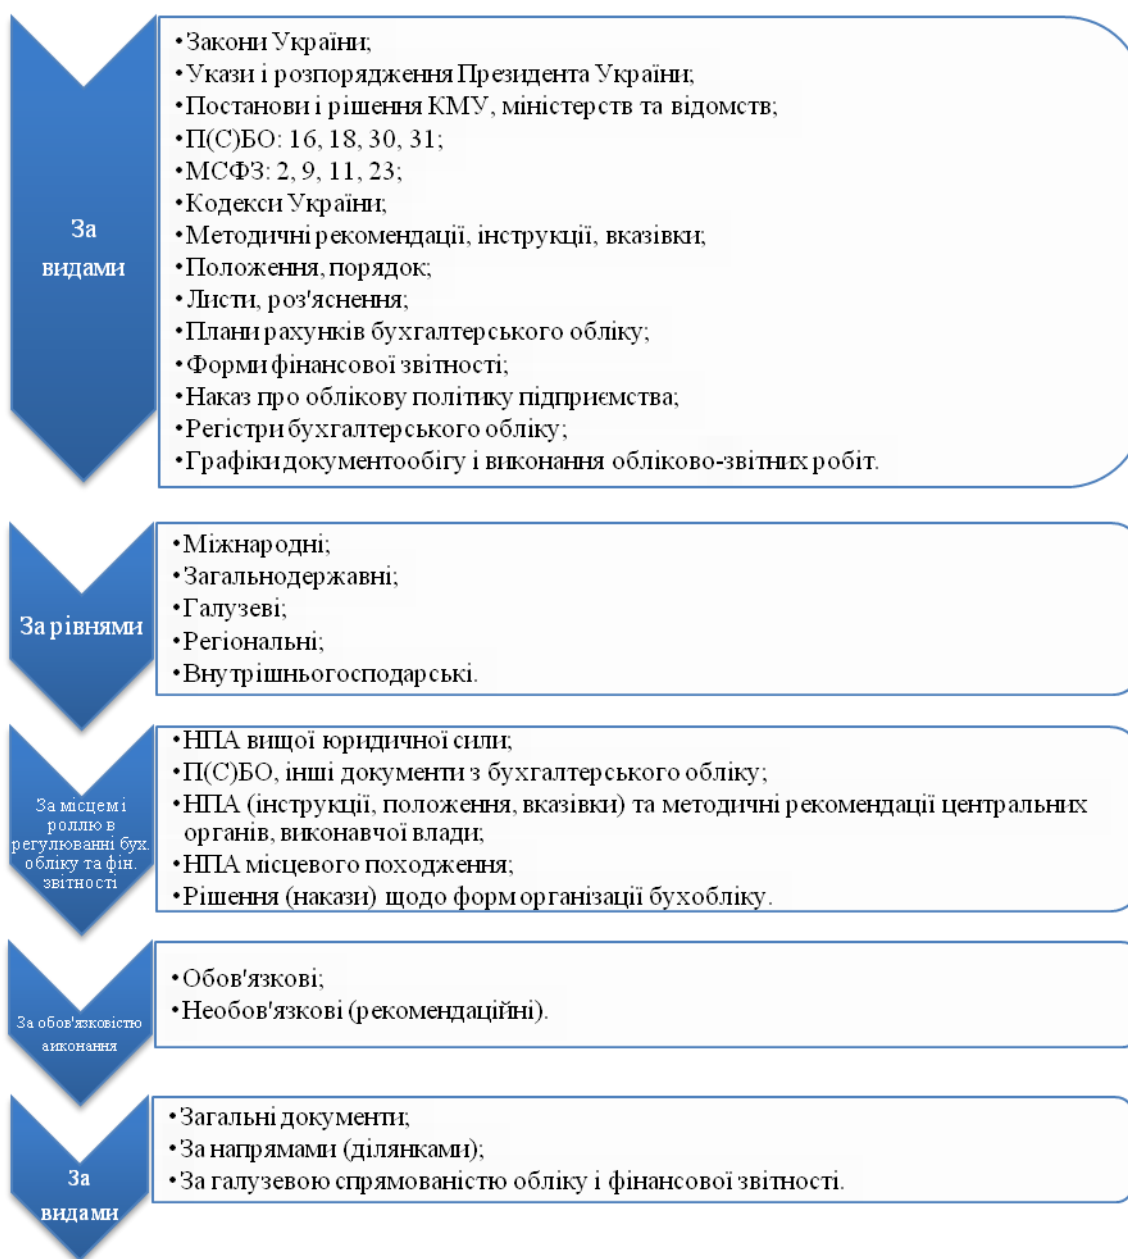 За
видами
•Закони України;
•Укази і розпорядження Президента України;
•Постанови і рішення КМУ, міністерств та відомств;
•П(С)БО: 16, 18, 30, 31;
•МСФЗ: 2, 9, 11, 23;
•Кодекси України;
•Методичні рекомендації, інструкції, вказівки;
•Положення, порядок;
•Листи, роз'яснення;
•Плани рахунків бухгалтерського обліку;
•Форми фінансової звітності;
•Наказ про облікову політику підприємства;
•Регістри бухгалтерського обліку;
•Графіки документообігу і виконання обліково-звітних робіт.
За рівнями
•Міжнародні;
•Загальнодержавні;
•Галузеві;
•Регіональні;
•Внутрішньогосподарські.
За місцем і
роллю в
регулюванні бух.
обліку та фін.
звітності
•НПА вищої юридичної сили;
•П(С)БО, інші документи з бухгалтерського обліку;
•НПА (інструкції, положення, вказівки) та методичні рекомендації центральних
органів, виконавчої влади;
•НПА місцевого походження;
•Рішення (накази) щодо форм організації бухобліку.
За обов'язковістю
аиконання
•Обов'язкові;
•Необов'язкові (рекомендаційні).
За
видами
•Загальні документи;
•За напрямами (ділянками);
•За галузевою спрямованістю обліку і фінансової звітності.